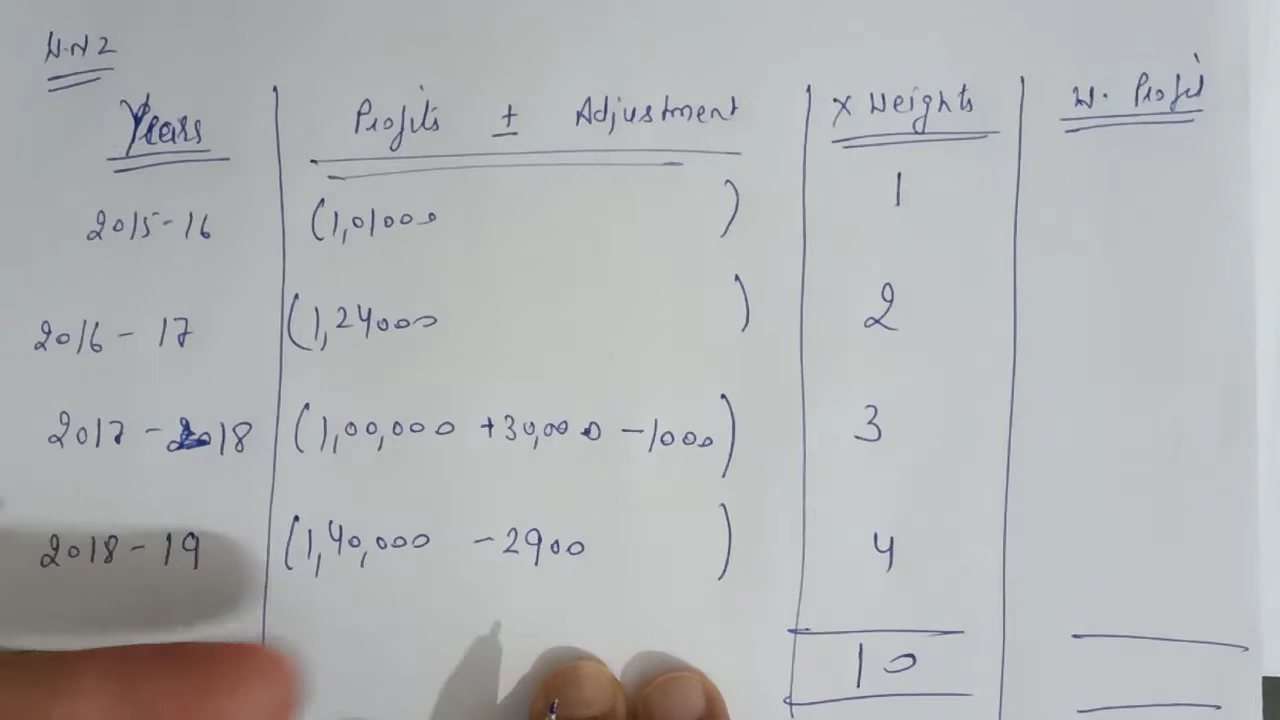 W.N 2
Years Profits ± Adjustment X Weights W. Profit
2015-16 (1,01000 ) 1
2016 - 17 (1,24000 ) 2
2017 - 2018 (1,00,000 +30,000 -1000) 3
2018-19 (1,40,000 -2900 ) 4
10